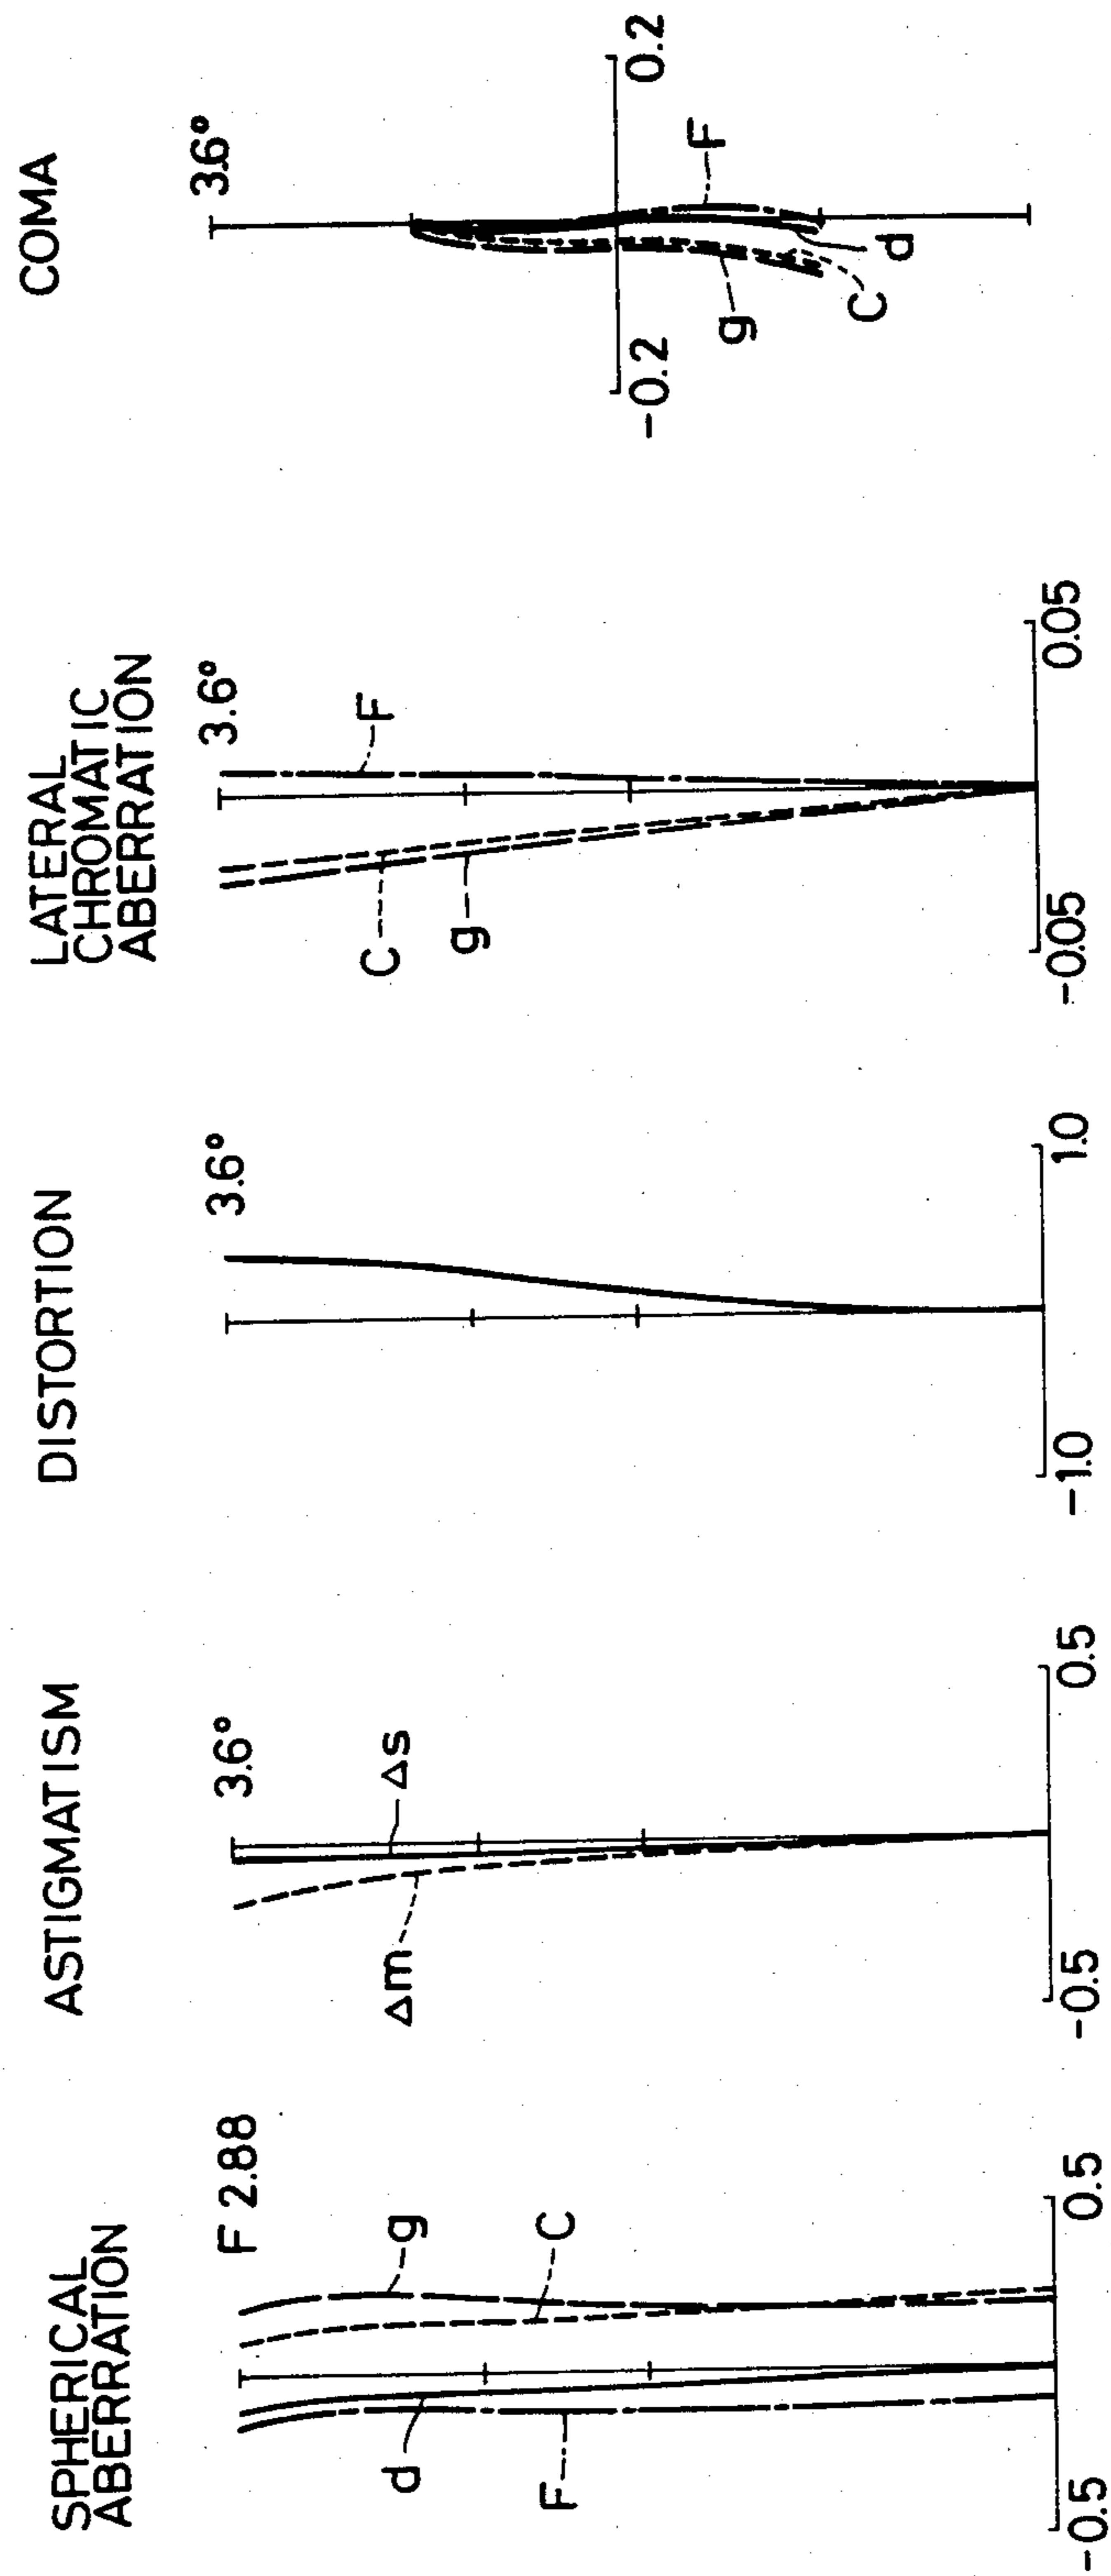 SPHERICAL
ABERRATION
F 2.88
g
C
d
F
-0.5
0.5
ASTIGMATISM
3.6°
Δs
Δm
-0.5
0.5
DISTORTION
3.6°
-1.0
1.0
LATERAL
CHROMATIC
ABERRATION
3.6°
F
C
g
-0.05
0.05
COMA
3.6°
0.2
-0.2
F
d
g
C